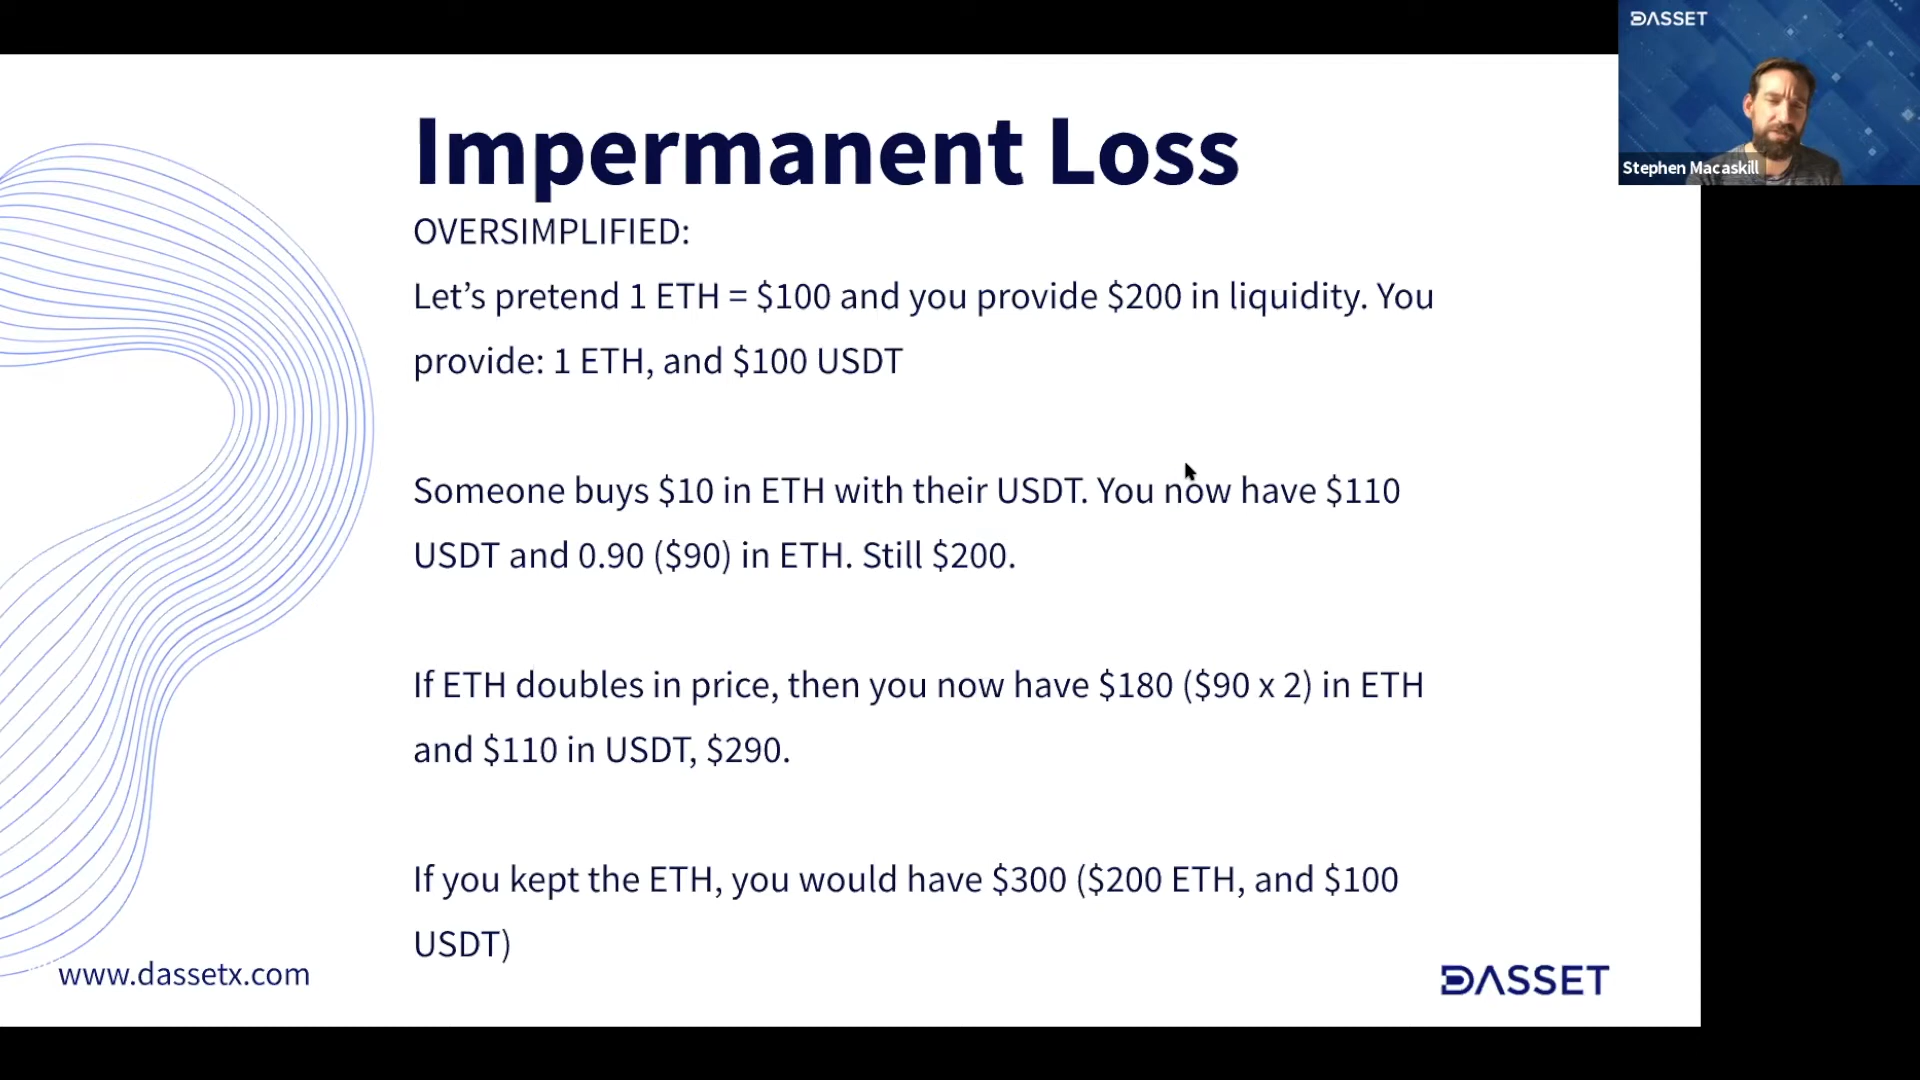 DASSET
Stephen Macaskill
Impermanent Loss
OVERSIMPLIFIED:
Let’s pretend 1 ETH = $100 and you provide $200 in liquidity. You
provide: 1 ETH, and $100 USDT
Someone buys $10 in ETH with their USDT. You now have $110
USDT and 0.90 ($90) in ETH. Still $200.
If ETH doubles in price, then you now have $180 ($90 x 2) in ETH
and $110 in USDT, $290.
If you kept the ETH, you would have $300 ($200 ETH, and $100
USDT)
www.dassetx.com
DASSET